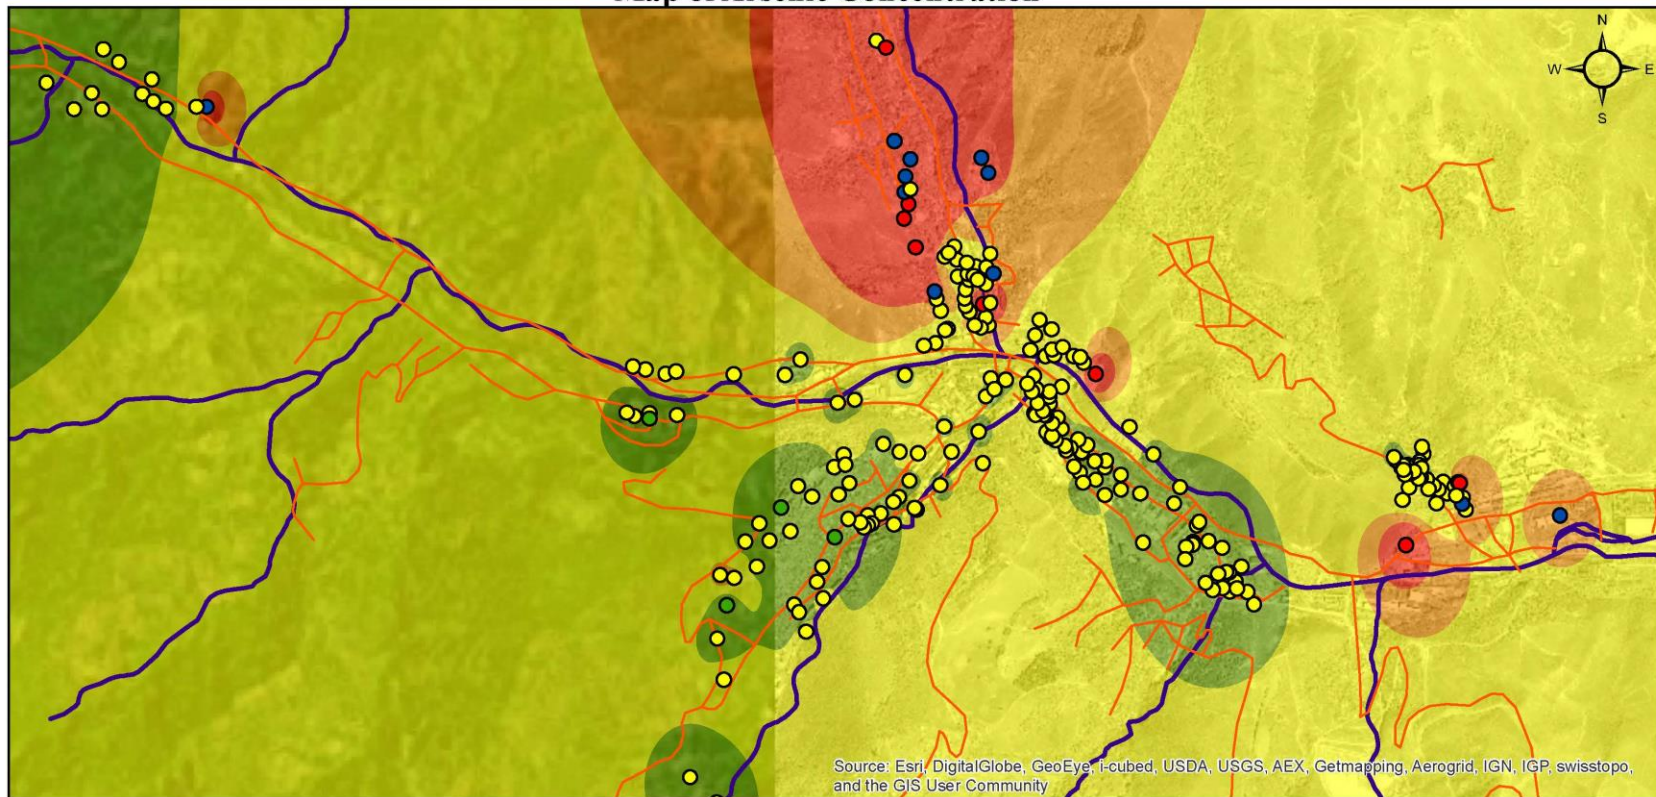 N
W E
S
Source: Esri, DigitalGlobe, GeoEye, i-cubed, USDA, USGS, AEX, Getmapping, Aerogrid, IGN, IGP, swisstopo,
and the GIS User Community